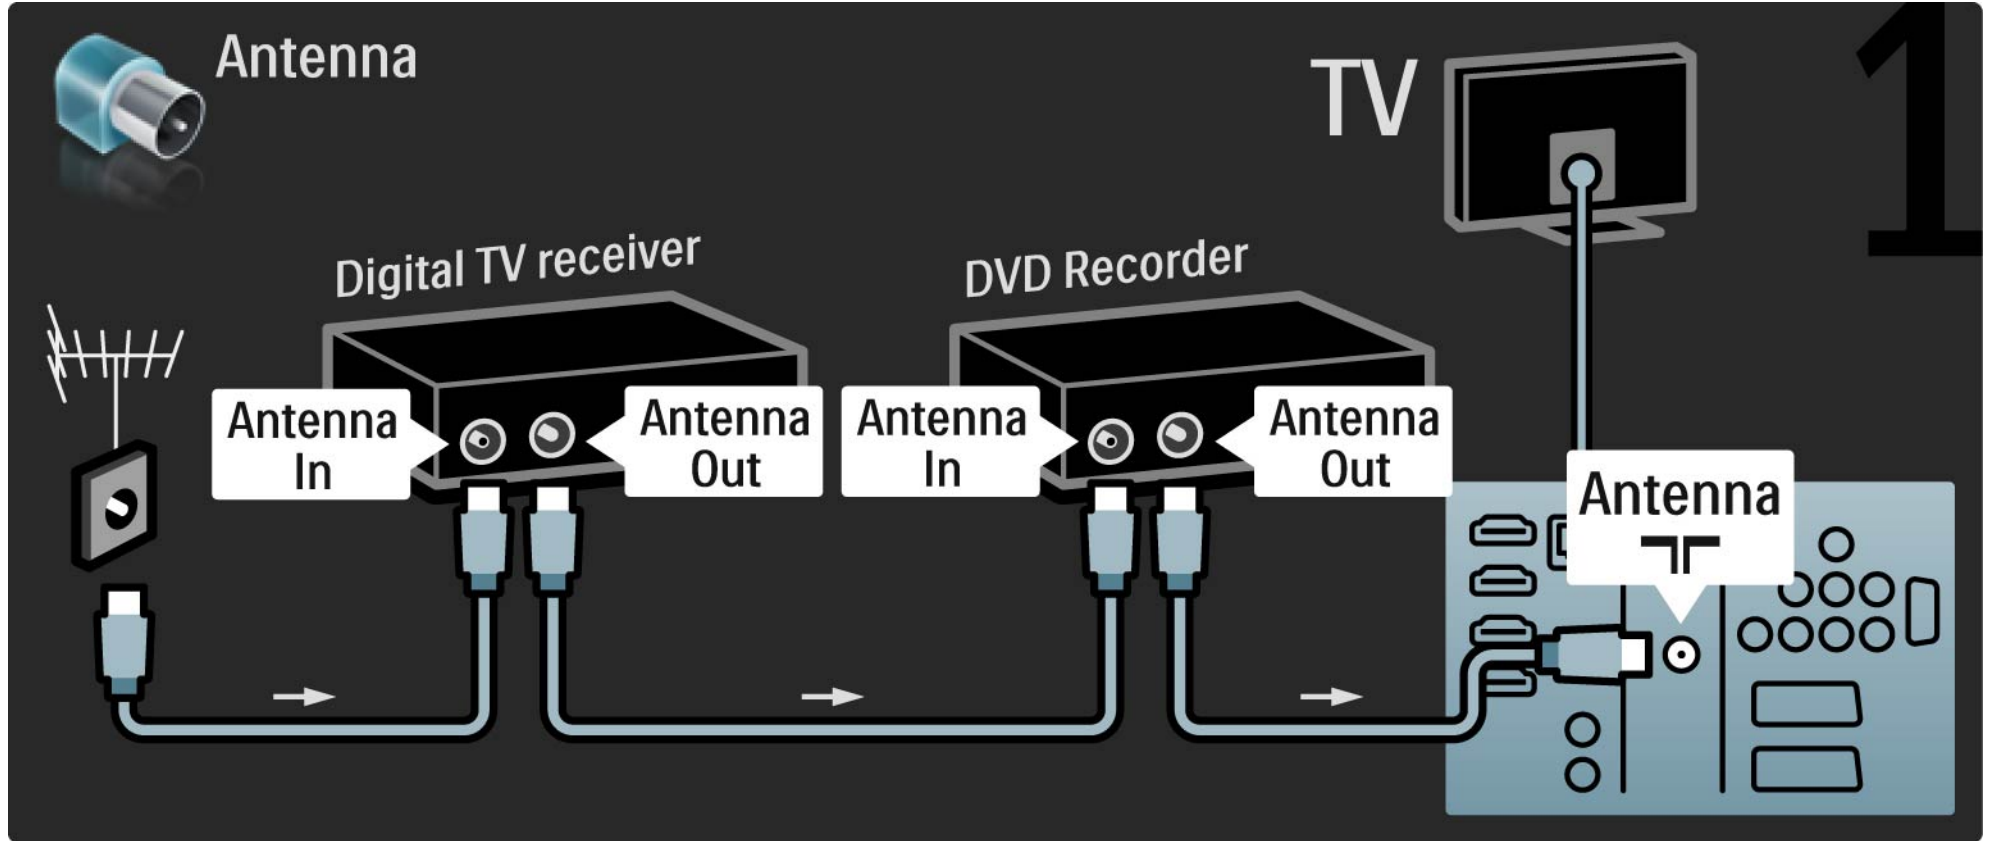 Antenna
TV
1
Digital TV receiver
DVD Recorder
Antenna
In
Antenna
Out
Antenna
In
Antenna
Out
Antenna